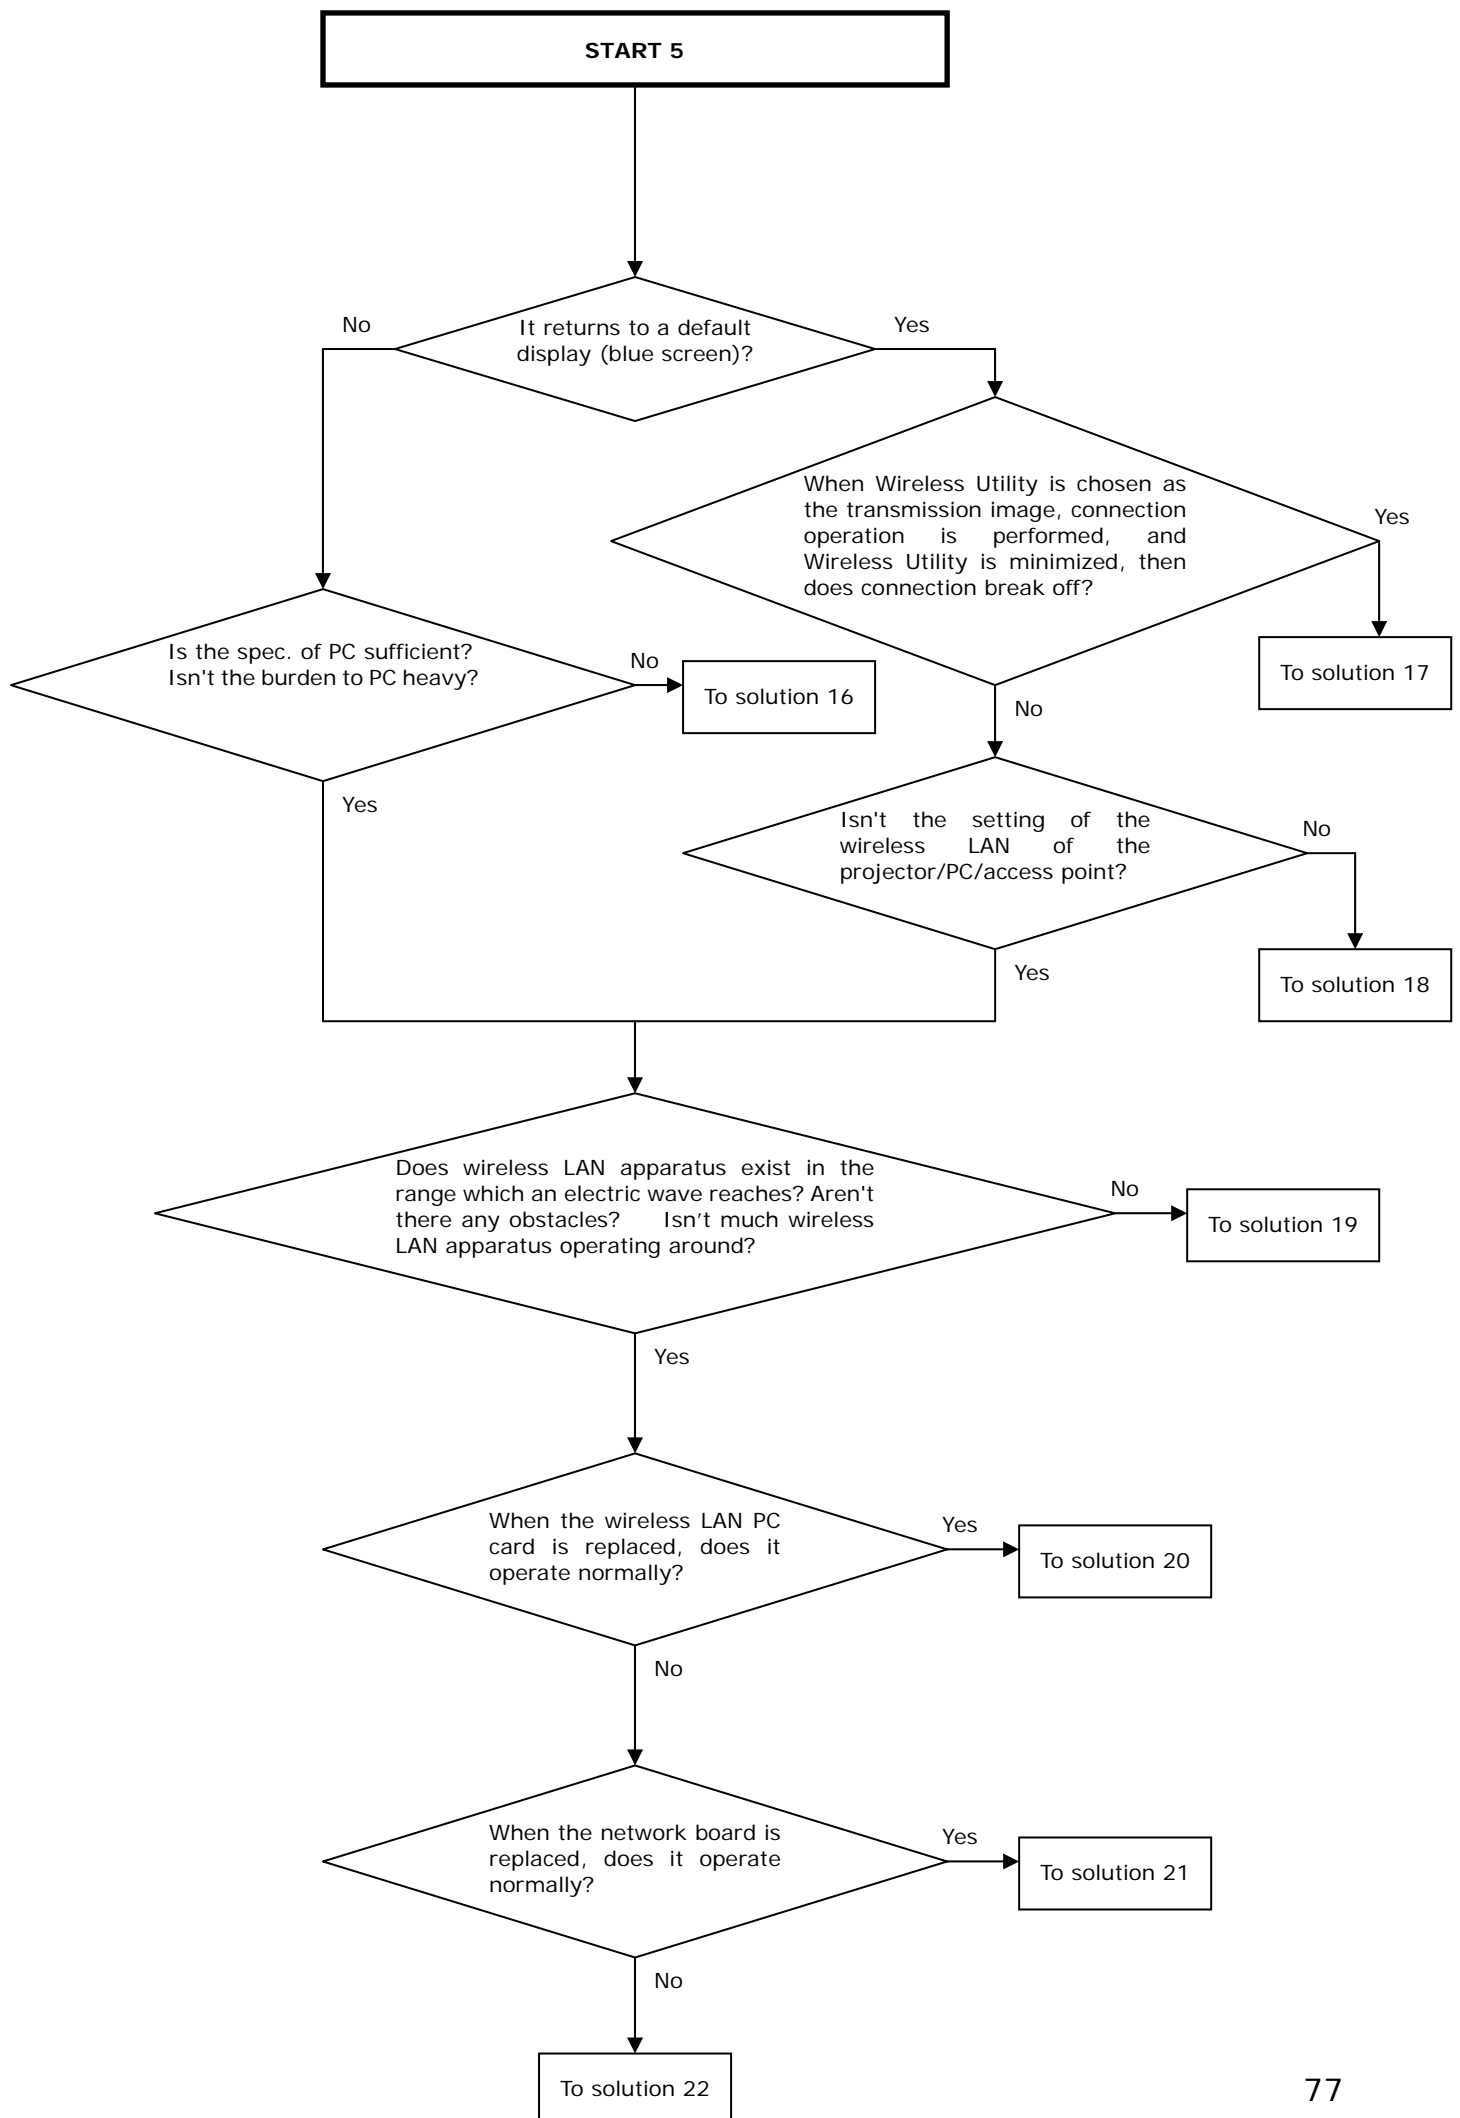 START 5
No
It returns to a default
display (blue screen)?
Yes
When Wireless Utility is chosen as
the transmission image, connection
operation is performed, and
Wireless Utility is minimized, then
does connection break off?
Yes
To solution 17
Is the spec. of PC sufficient?
Isn't the burden to PC heavy?
No
To solution 16
No
Yes
Isn't the setting of the
wireless LAN of the
projector/PC/access point?
No
To solution 18
Yes
Does wireless LAN apparatus exist in the
range which an electric wave reaches? Aren't
there any obstacles? Isn’t much wireless
LAN apparatus operating around?
No
To solution 19
Yes
When the wireless LAN PC
card is replaced, does it
operate normally?
Yes
To solution 20
No
When the network board is
replaced, does it operate
normally?
Yes
To solution 21
No
To solution 22
77